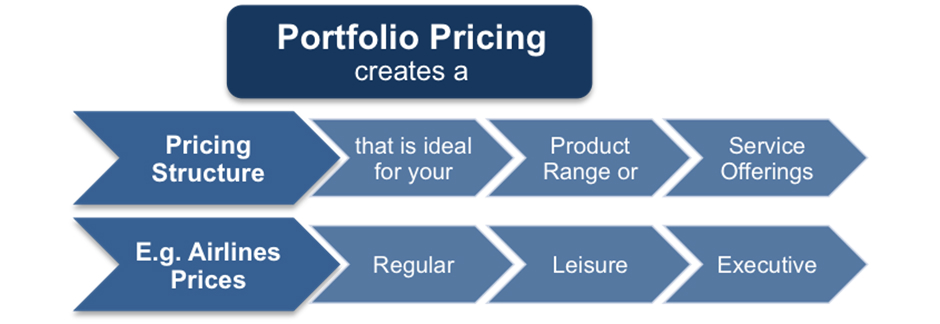 Portfolio Pricing
creates a
Pricing
Structure
that is ideal
for your
Product
Range or
Service
Offerings
E.g. Airlines
Prices
Regular
Leisure
Executive